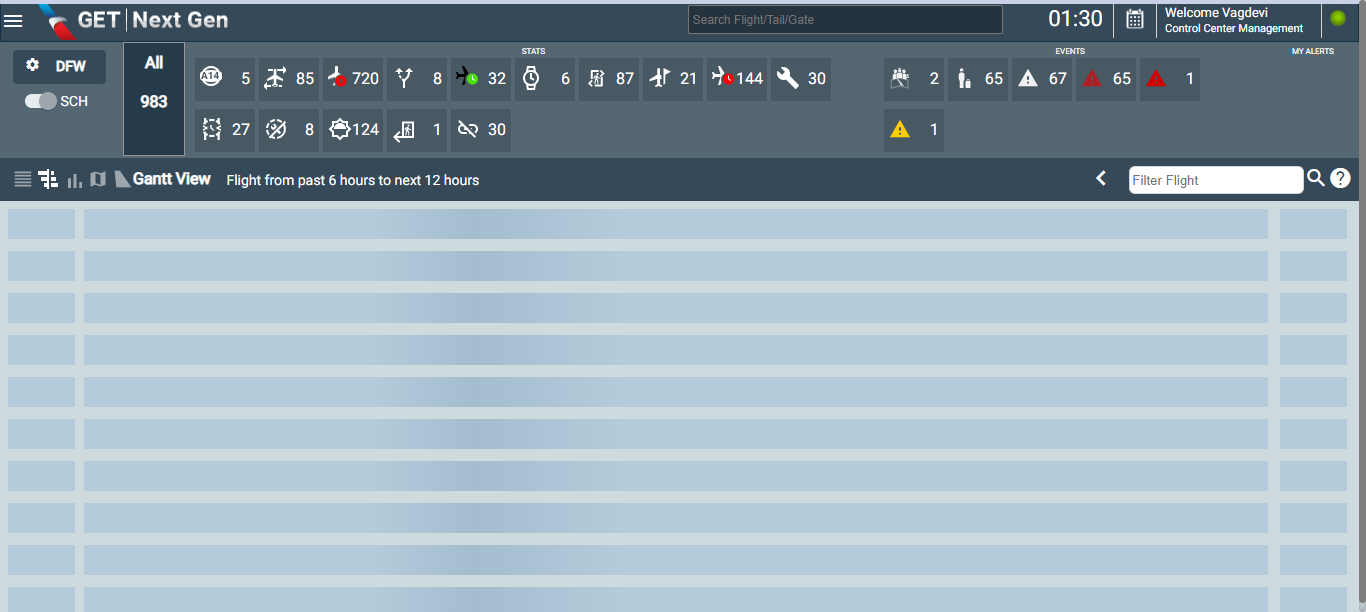 GET | Next Gen
Search Flight/Tail/Gate
01:30
Welcome Vagdevi
Control Center Management
DFW
SCH
All
983
STATS
A14 5 85 720 8 32 6 87 21 144 30
27 8 124 1 30
EVENTS
2 65 67 65 1
1
MY ALERTS
Gantt View Flight from past 6 hours to next 12 hours
Filter Flight
?